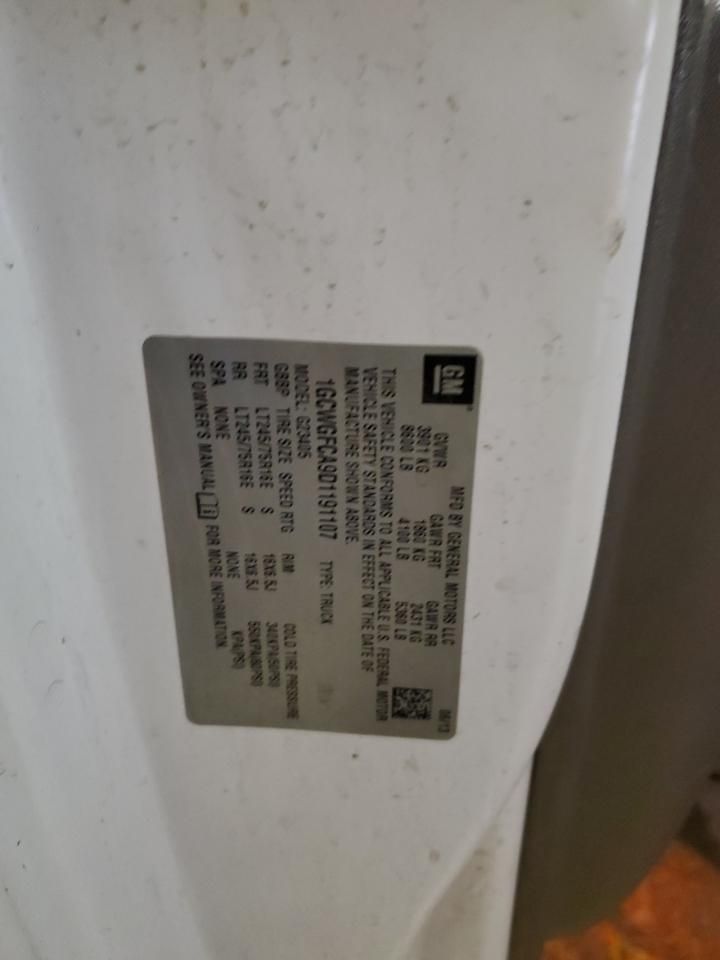 GM
MFD BY GENERAL MOTORS LLC 06/13
GVWR GAWR FRT GAWR RR
3901 KG 1860 KG 2431 KG
8600 LB 4100 LB 5360 LB
THIS VEHICLE CONFORMS TO ALL APPLICABLE U.S. FEDERAL MOTOR
VEHICLE SAFETY STANDARDS IN EFFECT ON THE DATE OF
MANUFACTURE SHOWN ABOVE.
1GCWGFCA9D1191107 TYPE: TRUCK
MODEL: G23405
GBBP TIRE SIZE SPEED RTG RIM COLD TIRE PRESSURE
FRT LT245/75R16E S 16X6.5J 340KPA(50PSI)
RR LT245/75R16E S 16X6.5J 550KPA(80PSI)
SPA NONE NONE KPA(PSI)
SEE OWNER'S MANUAL FOR MORE INFORMATION.